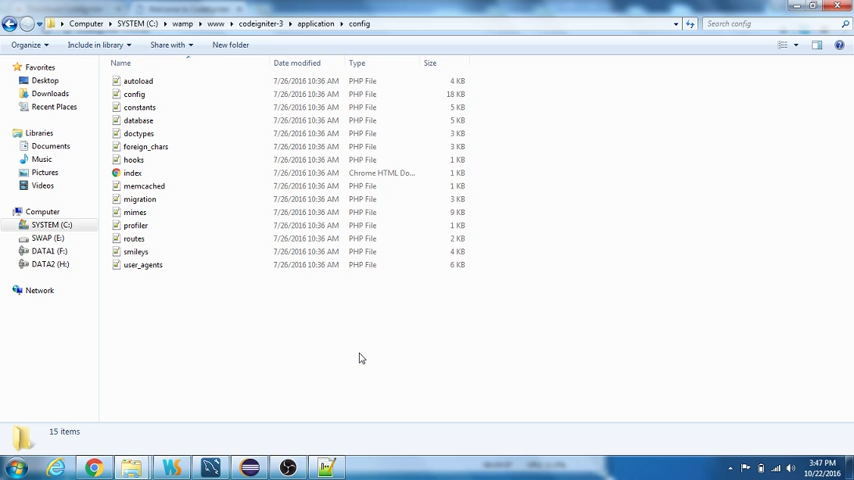 Computer ▸ SYSTEM (C:) ▸ wamp ▸ www ▸ codeigniter-3 ▸ application ▸ config
Search config
Organize Include in library Share with New folder
Name Date modified Type Size
Favorites
Desktop
Downloads
Recent Places
Libraries
Documents
Music
Pictures
Videos
Computer
SYSTEM (C:)
SWAP (E:)
DATA1 (F:)
DATA2 (H:)
Network
autoload 7/26/2016 10:36 AM PHP File 4 KB
config 7/26/2016 10:36 AM PHP File 18 KB
constants 7/26/2016 10:36 AM PHP File 5 KB
database 7/26/2016 10:36 AM PHP File 5 KB
doctypes 7/26/2016 10:36 AM PHP File 3 KB
foreign_chars 7/26/2016 10:36 AM PHP File 3 KB
hooks 7/26/2016 10:36 AM PHP File 1 KB
index 7/26/2016 10:36 AM Chrome HTML Do... 1 KB
memcached 7/26/2016 10:36 AM PHP File 1 KB
migration 7/26/2016 10:36 AM PHP File 3 KB
mimes 7/26/2016 10:36 AM PHP File 9 KB
profiler 7/26/2016 10:36 AM PHP File 1 KB
routes 7/26/2016 10:36 AM PHP File 2 KB
smileys 7/26/2016 10:36 AM PHP File 4 KB
user_agents 7/26/2016 10:36 AM PHP File 6 KB
15 items
WS
3:47 PM
10/22/2016